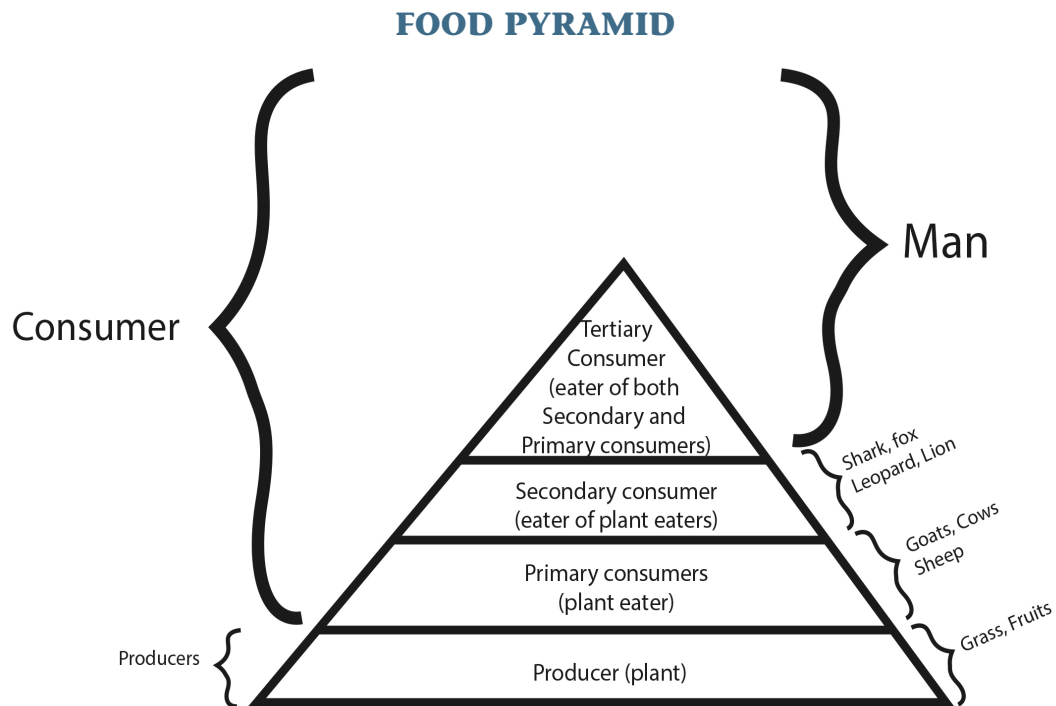 FOOD PYRAMID
Man
Consumer
Tertiary
Consumer
(eater of both
Secondary and
Primary consumers)
Shark, fox
Leopard, Lion
Secondary consumer
(eater of plant eaters)
Goats, Cows
Sheep
Primary consumers
(plant eater)
Grass, Fruits
Producers
Producer (plant)